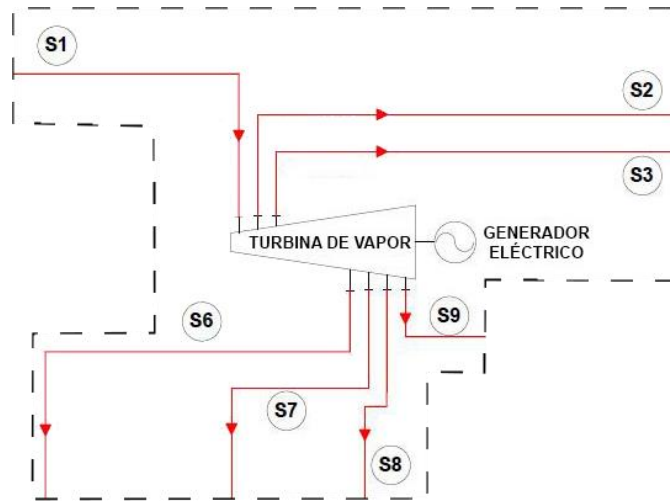 S1
S2
S3
TURBINA DE VAPOR
GENERADOR
ELÉCTRICO
S6
S9
S7
S8